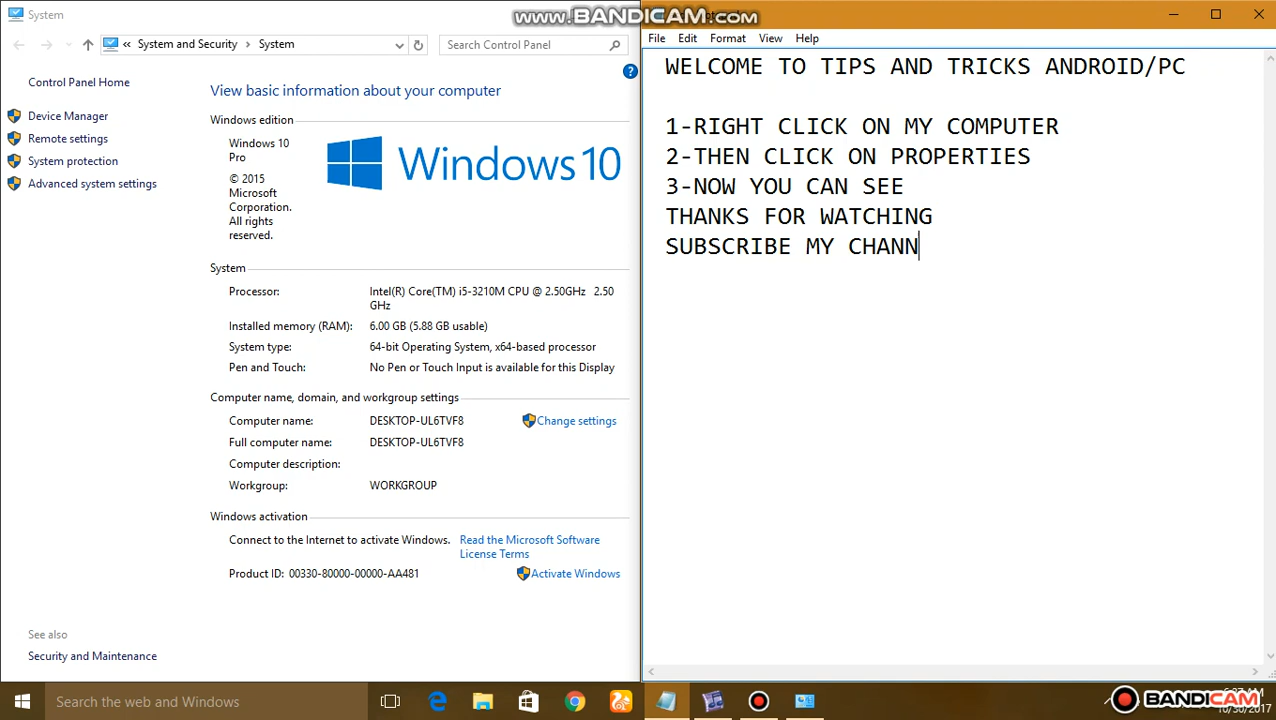 System
www.BANDICAM.com
« System and Security › System
Search Control Panel
File Edit Format View Help
Control Panel Home
Device Manager
Remote settings
System protection
Advanced system settings
See also
Security and Maintenance
?
View basic information about your computer
Windows edition
Windows 10
Pro
© 2015
Microsoft
Corporation.
All rights
reserved.
Windows 10
System
Processor: Intel(R) Core(TM) i5-3210M CPU @ 2.50GHz 2.50
GHz
Installed memory (RAM): 6.00 GB (5.88 GB usable)
System type: 64-bit Operating System, x64-based processor
Pen and Touch: No Pen or Touch Input is available for this Display
Computer name, domain, and workgroup settings
Computer name: DESKTOP-UL6TVF8 Change settings
Full computer name: DESKTOP-UL6TVF8
Computer description:
Workgroup: WORKGROUP
Windows activation
Connect to the Internet to activate Windows. Read the Microsoft Software
License Terms
Product ID: 00330-80000-00000-AA481 Activate Windows
WELCOME TO TIPS AND TRICKS ANDROID/PC
1-RIGHT CLICK ON MY COMPUTER
2-THEN CLICK ON PROPERTIES
3-NOW YOU CAN SEE
THANKS FOR WATCHING
SUBSCRIBE MY CHANN
Search the web and Windows
BANDICAM
10/30/2017